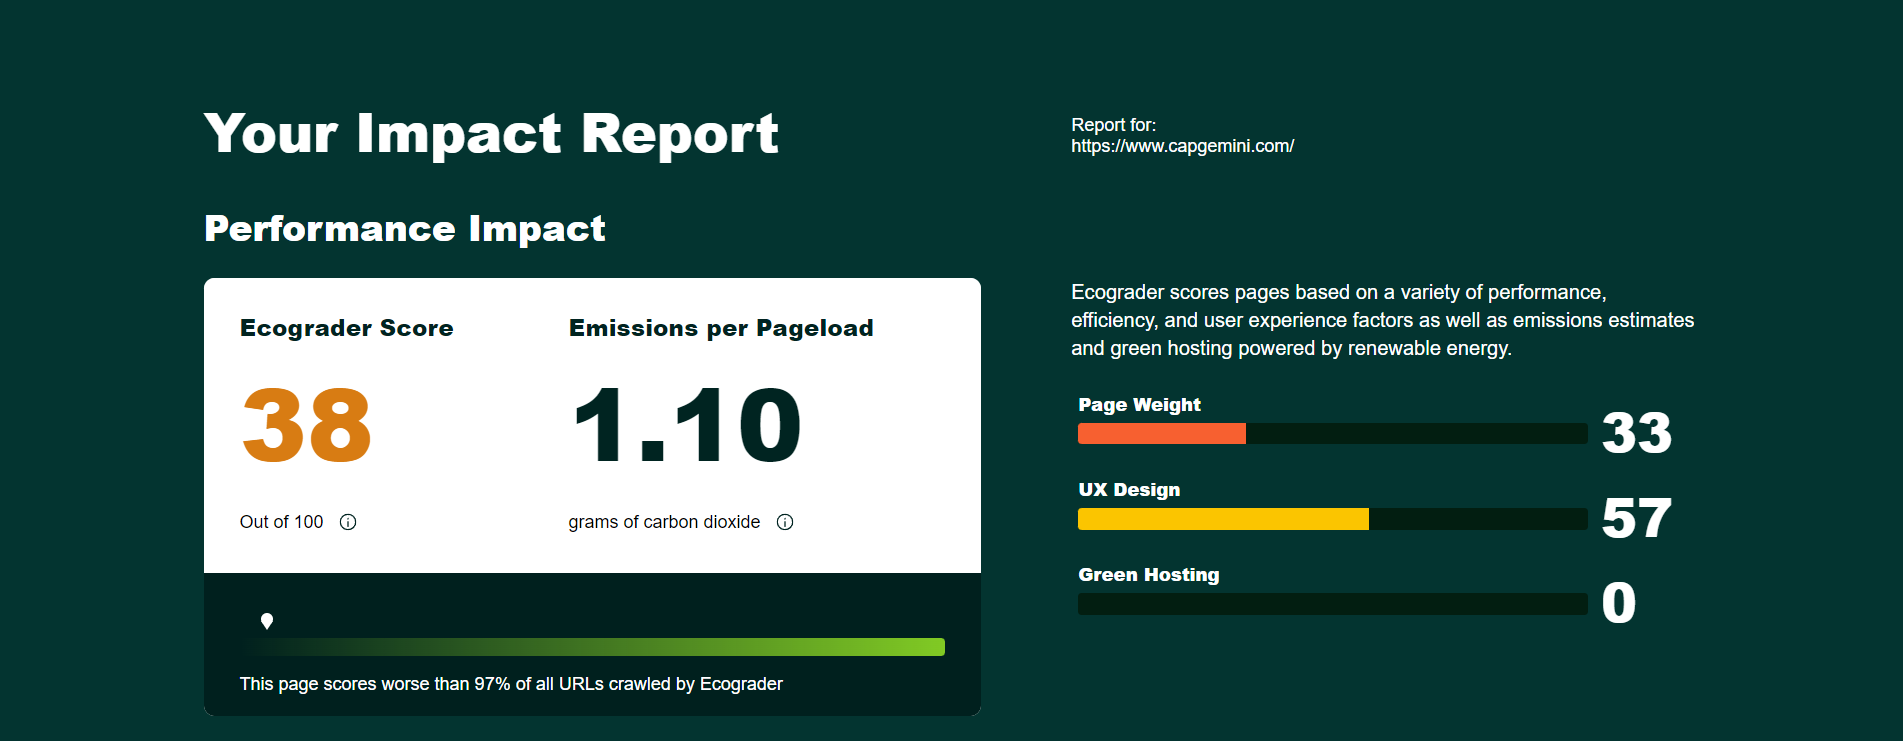 Your Impact Report
Report for:
https://www.capgemini.com/
Performance Impact
Ecograder Score
38
Out of 100
Emissions per Pageload
1.10
grams of carbon dioxide
This page scores worse than 97% of all URLs crawled by Ecograder
Ecograder scores pages based on a variety of performance,
efficiency, and user experience factors as well as emissions estimates
and green hosting powered by renewable energy.
Page Weight
33
UX Design
57
Green Hosting
0